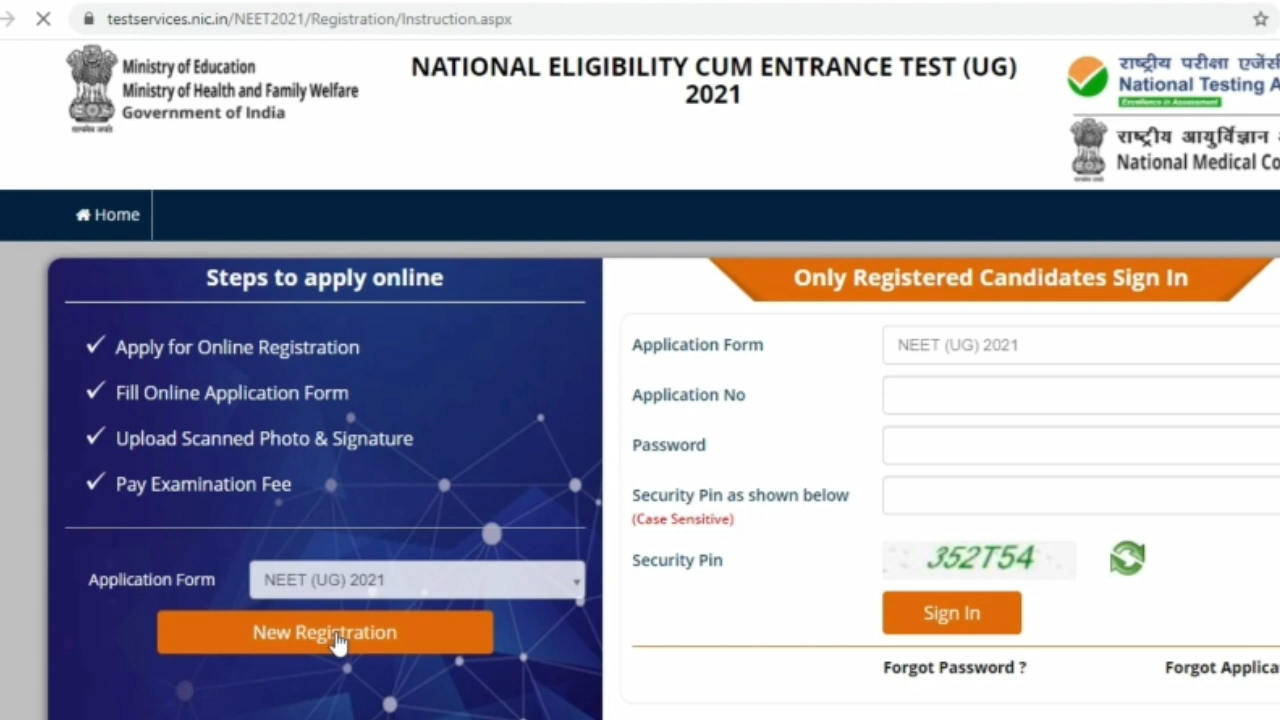 testservices.nic.in/NEET2021/Registration/Instruction.aspx
Ministry of Education
Ministry of Health and Family Welfare
Government of India
NATIONAL ELIGIBILITY CUM ENTRANCE TEST (UG)
2021
राष्ट्रीय परीक्षा
National Testing
Excellence in Assessment
राष्ट्रीय आयुर्विज्ञान
National Medical
Home
Steps to apply online
Apply for Online Registration
Fill Online Application Form
Upload Scanned Photo & Signature
Pay Examination Fee
Application Form
NEET (UG) 2021
New Registration
Only Registered Candidates Sign In
Application Form
NEET (UG) 2021
Application No
Password
Security Pin as shown below
(Case Sensitive)
Security Pin
352T54
Sign In
Forgot Password ?
Forgot